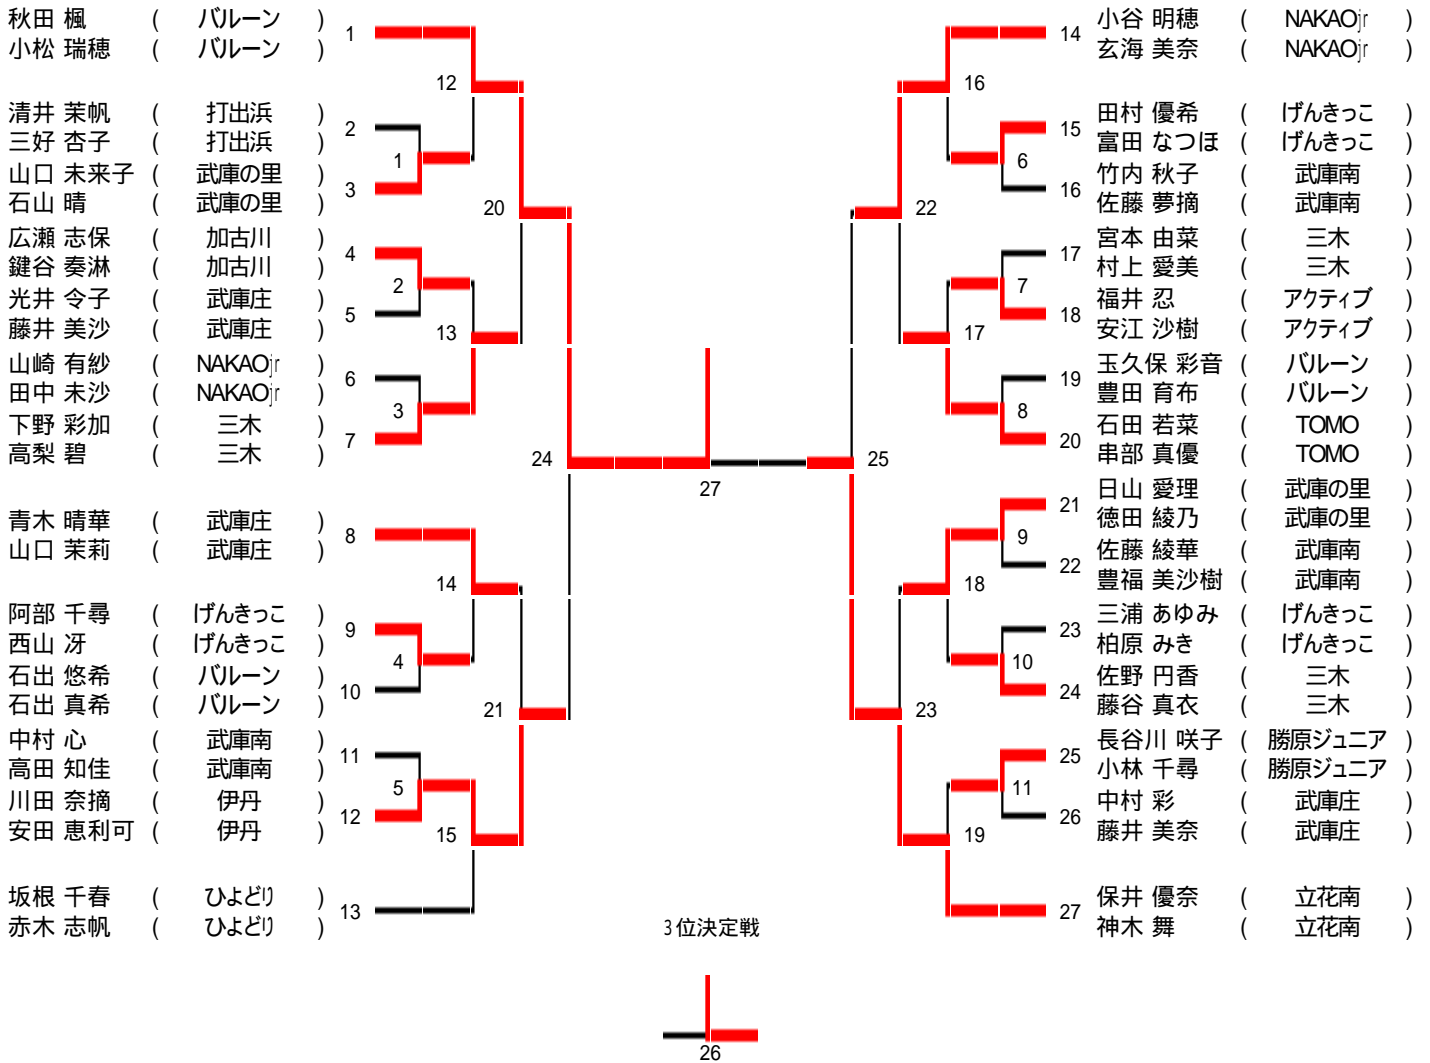 秋田 楓 ( バルーン ) 1
小松 瑞穂 ( バルーン )
12
清井 茉帆 ( 打出浜 ) 2
三好 杏子 ( 打出浜 )
1
山口 未来子 ( 武庫の里 ) 3
石山 晴 ( 武庫の里 )
20
広瀬 志保 ( 加古川 ) 4
鍵谷 奏淋 ( 加古川 )
2
光井 令子 ( 武庫庄 ) 5
藤井 美沙 ( 武庫庄 )
13
山崎 有紗 ( NAKAOjr ) 6
田中 未沙 ( NAKAOjr )
3
下野 彩加 ( 三木 ) 7
高梨 碧 ( 三木 )
24
青木 晴華 ( 武庫庄 ) 8
山口 茉莉 ( 武庫庄 )
14
阿部 千尋 ( げんきっこ ) 9
西山 冴 ( げんきっこ )
4
石出 悠希 ( バルーン ) 10
石出 真希 ( バルーン )
21
中村 心 ( 武庫南 ) 11
高田 知佳 ( 武庫南 )
5
川田 奈摘 ( 伊丹 ) 12
安田 恵利可 ( 伊丹 )
15
坂根 千春 ( ひよどり ) 13
赤木 志帆 ( ひよどり )
27
14 小谷 明穂 ( NAKAOjr )
玄海 美奈 ( NAKAOjr )
16
15 田村 優希 ( げんきっこ )
富田 なつほ ( げんきっこ )
6
16 竹内 秋子 ( 武庫南 )
佐藤 夢摘 ( 武庫南 )
22
17 宮本 由菜 ( 三木 )
村上 愛美 ( 三木 )
7
18 福井 忍 ( アクティブ )
安江 沙樹 ( アクティブ )
17
19 玉久保 彩音 ( バルーン )
豊田 育布 ( バルーン )
8
20 石田 若菜 ( TOMO )
串部 真優 ( TOMO )
25
21 日山 愛理 ( 武庫の里 )
徳田 綾乃 ( 武庫の里 )
9
22 佐藤 綾華 ( 武庫南 )
豊福 美沙樹 ( 武庫南 )
18
23 三浦 あゆみ ( げんきっこ )
柏原 みき ( げんきっこ )
10
24 佐野 円香 ( 三木 )
藤谷 真衣 ( 三木 )
23
25 長谷川 咲子 ( 勝原ジュニア )
小林 千尋 ( 勝原ジュニア )
11
26 中村 彩 ( 武庫庄 )
藤井 美奈 ( 武庫庄 )
19
27 保井 優奈 ( 立花南 )
神木 舞 ( 立花南 )
3位決定戦
26